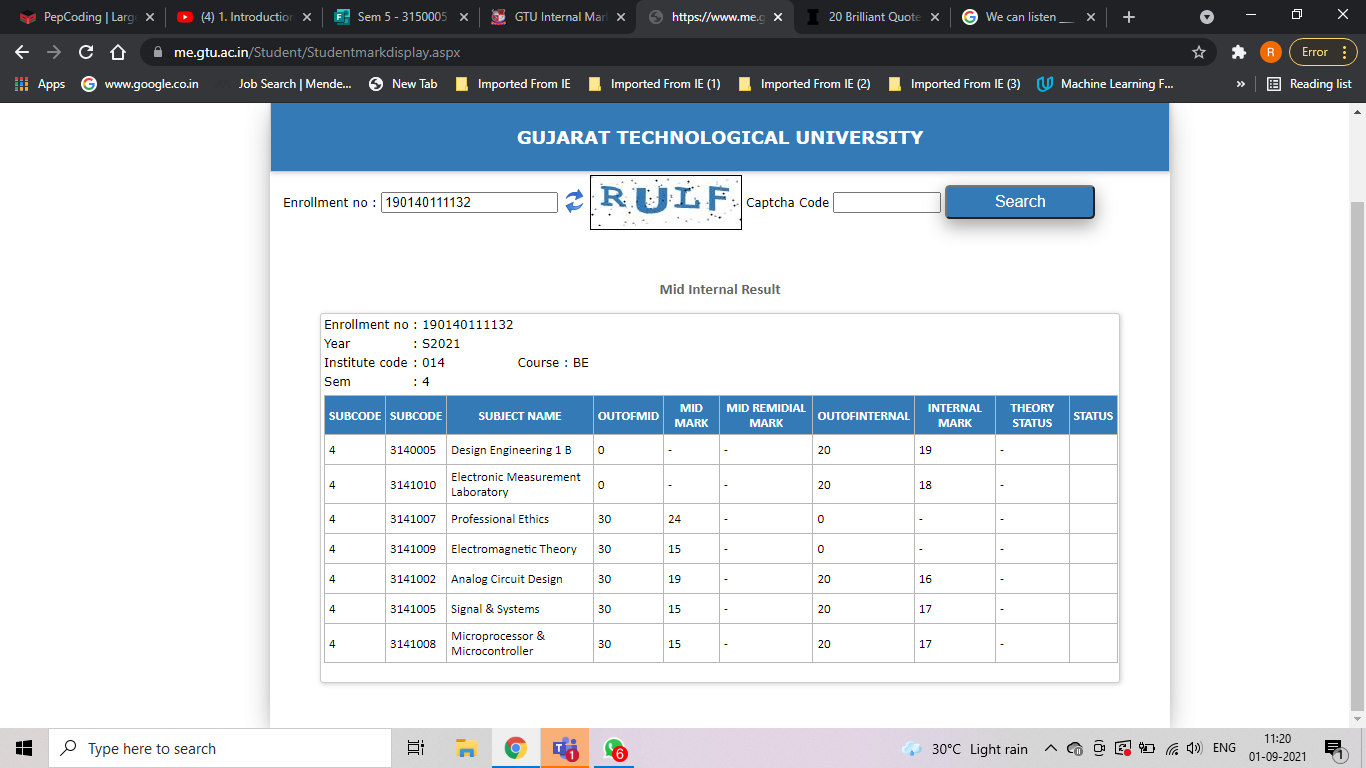 PepCoding | Larg
(4) 1. Introduction
Sem 5 - 3150005
GTU Internal Mar
https://www.me.g
20 Brilliant Quote
We can listen ___
me.gtu.ac.in/Student/Studentmarkdisplay.aspx
R
Error
Apps
www.google.co.in
Job Search | Mende...
New Tab
Imported From IE
Imported From IE (1)
Imported From IE (2)
Imported From IE (3)
Machine Learning F...
»
Reading list
GUJARAT TECHNOLOGICAL UNIVERSITY
Enrollment no : 190140111132 RULF Captcha Code Search
Mid Internal Result
Enrollment no : 190140111132
Year : S2021
Institute code : 014 Course : BE
Sem : 4
SUBCODE SUBCODE SUBJECT NAME OUTOFMID MID MARK MID REMIDIAL MARK OUTOFINTERNAL INTERNAL MARK THEORY STATUS STATUS
4 3140005 Design Engineering 1 B 0 - - 20 19 -
4 3141010 Electronic Measurement Laboratory 0 - - 20 18 -
4 3141007 Professional Ethics 30 24 - 0 - -
4 3141009 Electromagnetic Theory 30 15 - 0 - -
4 3141002 Analog Circuit Design 30 19 - 20 16 -
4 3141005 Signal & Systems 30 15 - 20 17 -
4 3141008 Microprocessor & Microcontroller 30 15 - 20 17 -
Type here to search
1
6
30°C Light rain
ENG
11:20
01-09-2021
1